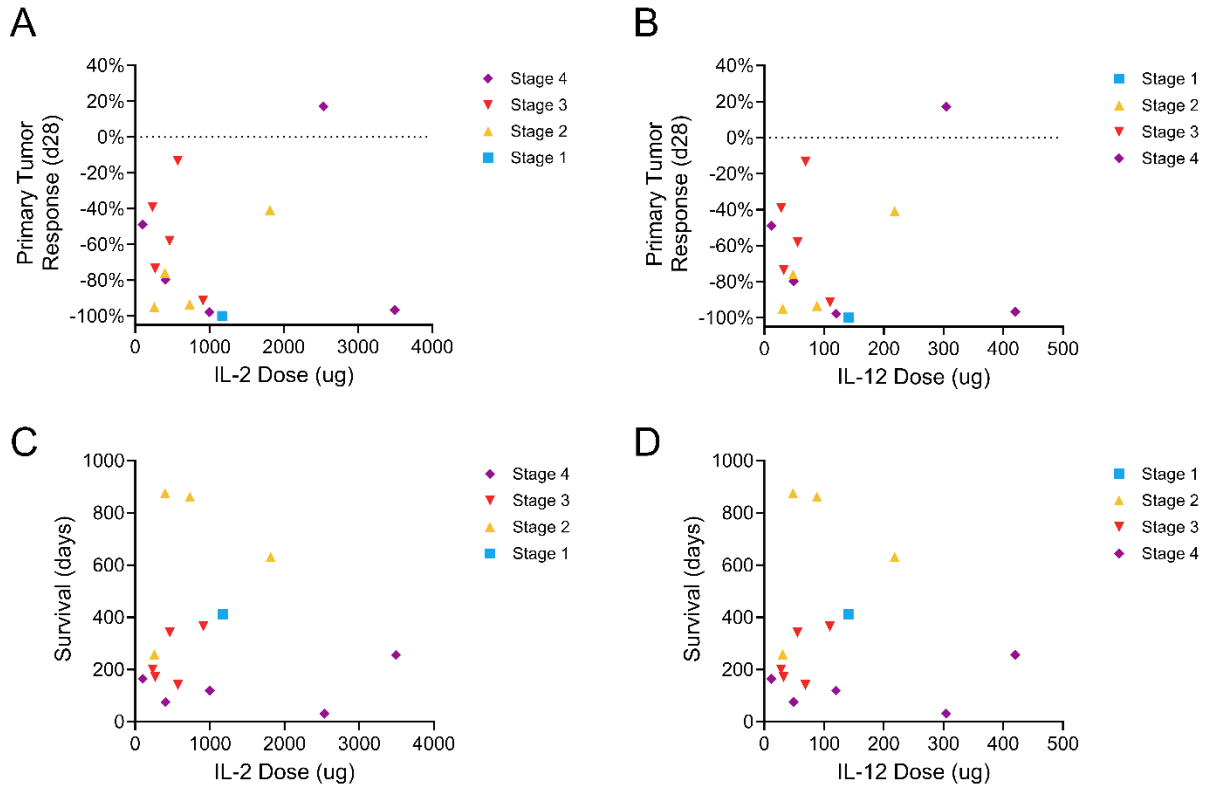 A
Primary Tumor
Response (d28)
40%
20%
0%
-20%
-40%
-60%
-80%
-100%
0
1000
2000
3000
4000
IL-2 Dose (ug)
Stage 4
Stage 3
Stage 2
Stage 1
B
Primary Tumor
Response (d28)
40%
20%
0%
-20%
-40%
-60%
-80%
-100%
0
100
200
300
400
500
IL-12 Dose (ug)
Stage 1
Stage 2
Stage 3
Stage 4
C
Survival (days)
1000
800
600
400
200
0
0
1000
2000
3000
4000
IL-2 Dose (ug)
Stage 4
Stage 3
Stage 2
Stage 1
D
Survival (days)
1000
800
600
400
200
0
0
100
200
300
400
500
IL-12 Dose (ug)
Stage 1
Stage 2
Stage 3
Stage 4